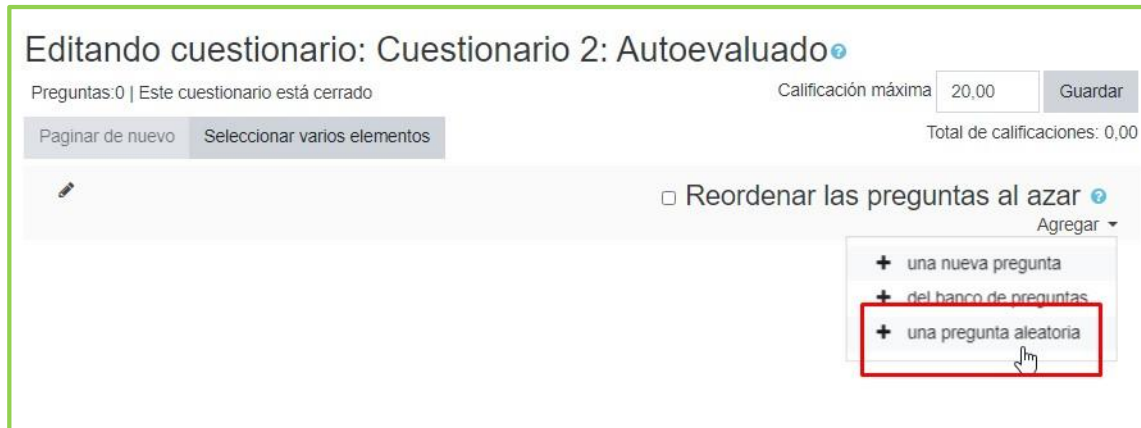 Editando cuestionario: Cuestionario 2: Autoevaluado
Preguntas:0 | Este cuestionario está cerrado
Calificación máxima 20,00 Guardar
Paginar de nuevo Seleccionar varios elementos
Total de calificaciones: 0,00
Reordenar las preguntas al azar
Agregar
una nueva pregunta
del banco de preguntas
una pregunta aleatoria